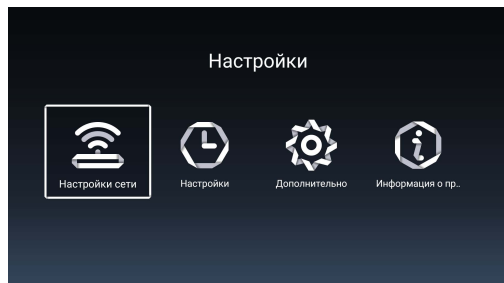 Настройки
Настройки сети
Настройки
Дополнительно
Информация о пр..